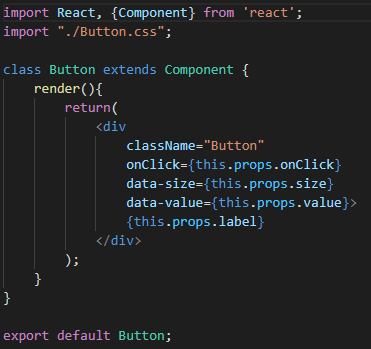 import React, {Component} from 'react';
import "./Button.css";
class Button extends Component {
render(){
return(
<div
className="Button"
onClick={this.props.onClick}
data-size={this.props.size}
data-value={this.props.value}>
{this.props.label}
</div>
);
}
}
export default Button;